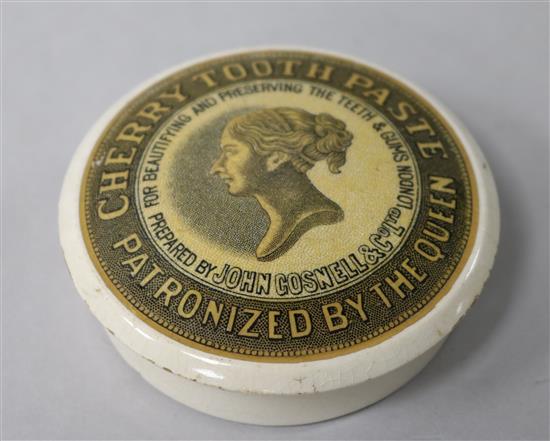 CHERRY TOOTH PASTE
PATRONIZED BY THE QUEEN
FOR BEAUTIFYING AND PRESERVING THE TEETH & GUMS
PREPARED BY JOHN GOSNELL & Co. Ld. LONDON